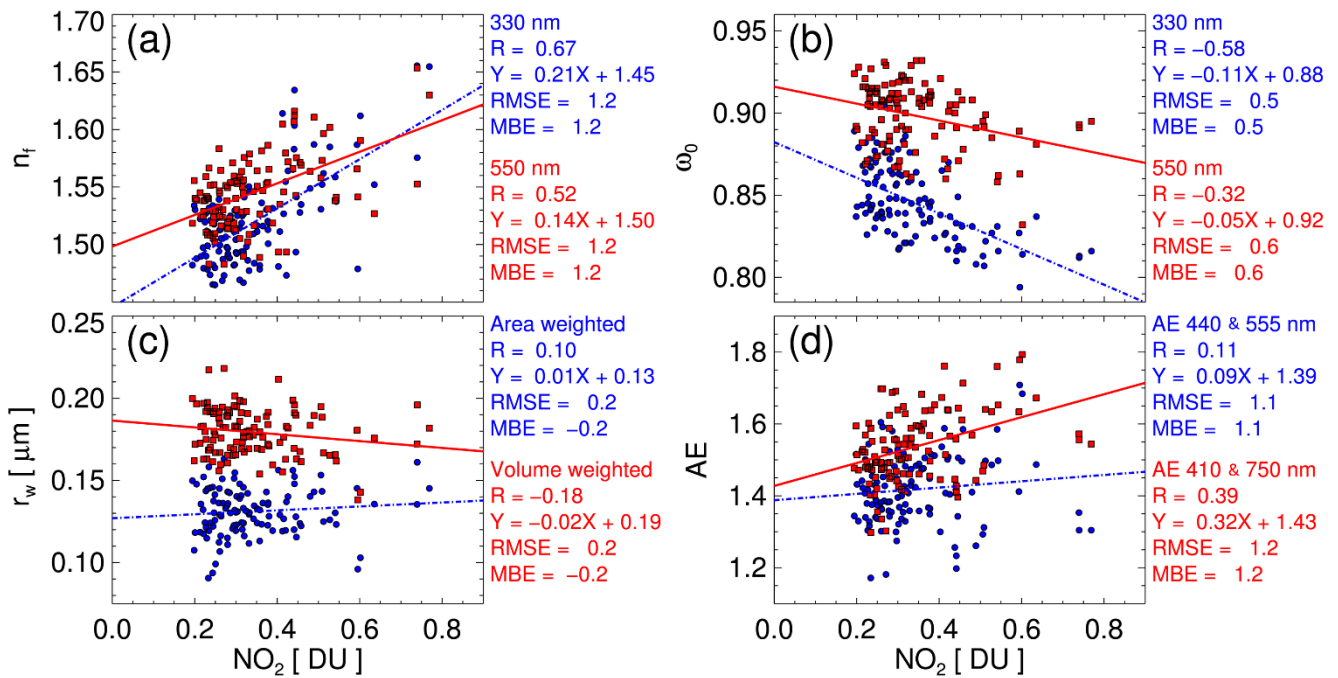 (a)
1.70
1.65
1.60
1.55
1.50
n_f
330 nm
R = 0.67
Y = 0.21X + 1.45
RMSE = 1.2
MBE = 1.2
550 nm
R = 0.52
Y = 0.14X + 1.50
RMSE = 1.2
MBE = 1.2
(b)
0.95
0.90
0.85
0.80
ω₀
330 nm
R = −0.58
Y = −0.11X + 0.88
RMSE = 0.5
MBE = 0.5
550 nm
R = −0.32
Y = −0.05X + 0.92
RMSE = 0.6
MBE = 0.6
(c)
0.25
0.20
0.15
0.10
r_w [ μm ]
0.0 0.2 0.4 0.6 0.8
NO₂ [ DU ]
Area weighted
R = 0.10
Y = 0.01X + 0.13
RMSE = 0.2
MBE = −0.2
Volume weighted
R = −0.18
Y = −0.02X + 0.19
RMSE = 0.2
MBE = −0.2
(d)
1.8
1.6
1.4
1.2
AE
0.0 0.2 0.4 0.6 0.8
NO₂ [ DU ]
AE 440 & 555 nm
R = 0.11
Y = 0.09X + 1.39
RMSE = 1.1
MBE = 1.1
AE 410 & 750 nm
R = 0.39
Y = 0.32X + 1.43
RMSE = 1.2
MBE = 1.2